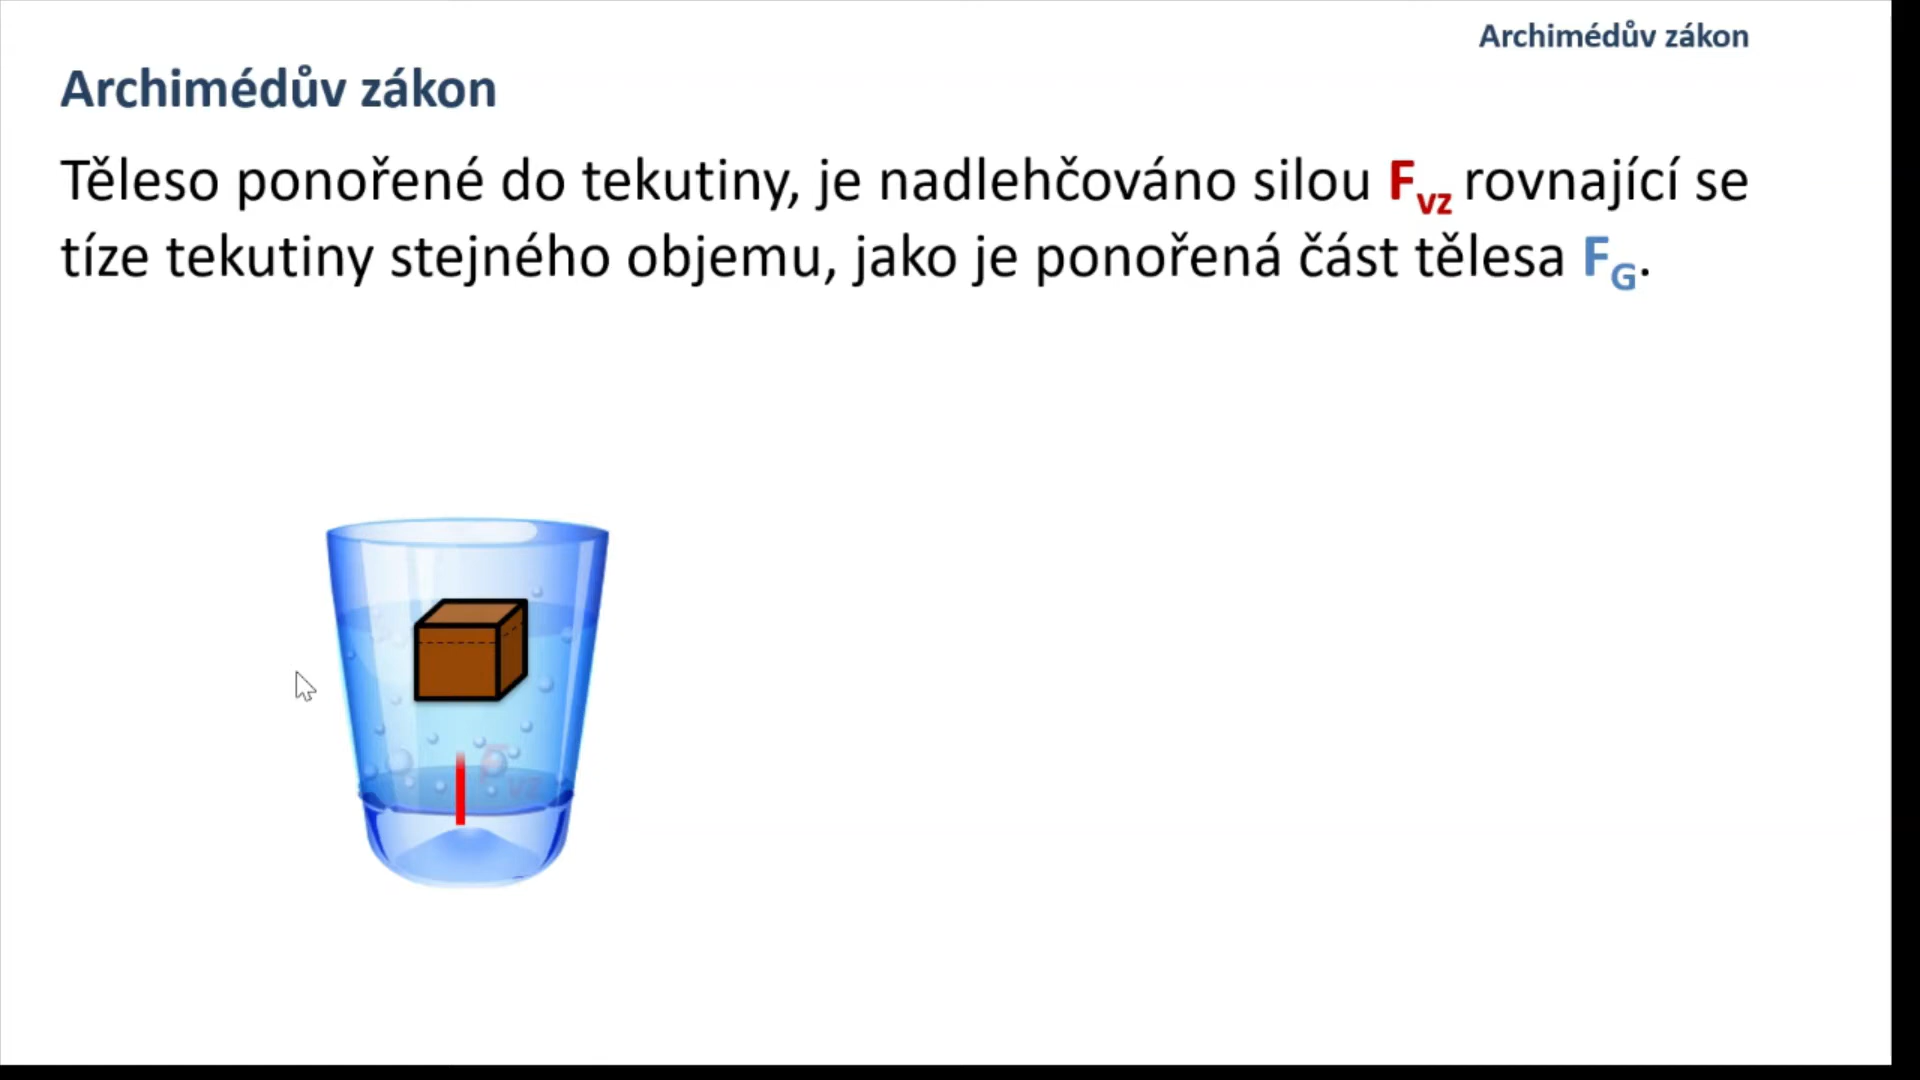 Archimédův zákon
Archimédův zákon
Těleso ponořené do tekutiny, je nadlehčováno silou Fvz rovnající se
tíze tekutiny stejného objemu, jako je ponořená část tělesa FG.
Fvz